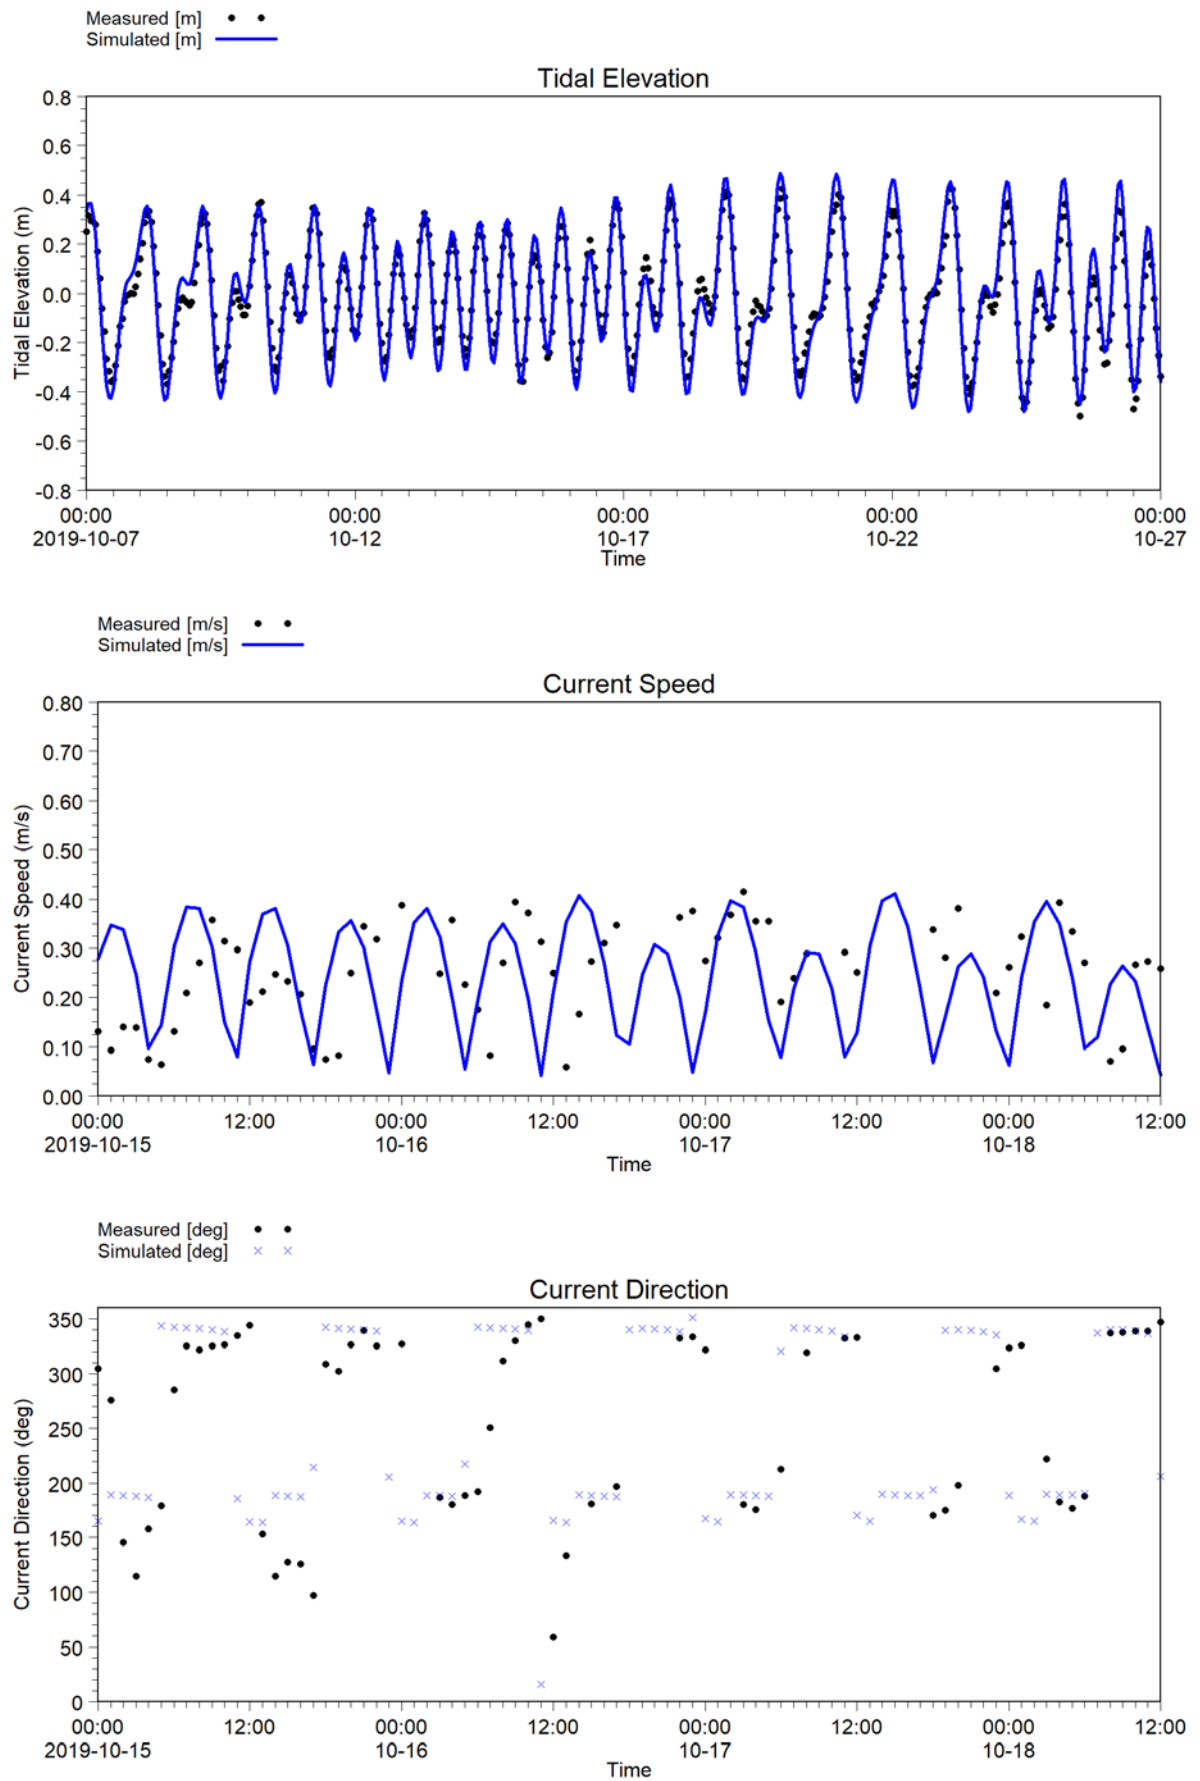 Measured [m]
Simulated [m]
Tidal Elevation
0.8
0.6
0.4
0.2
0.0
-0.2
-0.4
-0.6
-0.8
Tidal Elevation (m)
00:00 00:00 00:00 00:00 00:00
2019-10-07 10-12 10-17 10-22 10-27
Time
Measured [m/s]
Simulated [m/s]
Current Speed
0.80
0.70
0.60
0.50
0.40
0.30
0.20
0.10
0.00
Current Speed (m/s)
00:00 12:00 00:00 12:00 00:00 12:00 00:00 12:00
2019-10-15 10-16 10-17 10-18
Time
Measured [deg]
Simulated [deg]
Current Direction
350
300
250
200
150
100
50
0
Current Direction (deg)
00:00 12:00 00:00 12:00 00:00 12:00 00:00 12:00
2019-10-15 10-16 10-17 10-18
Time